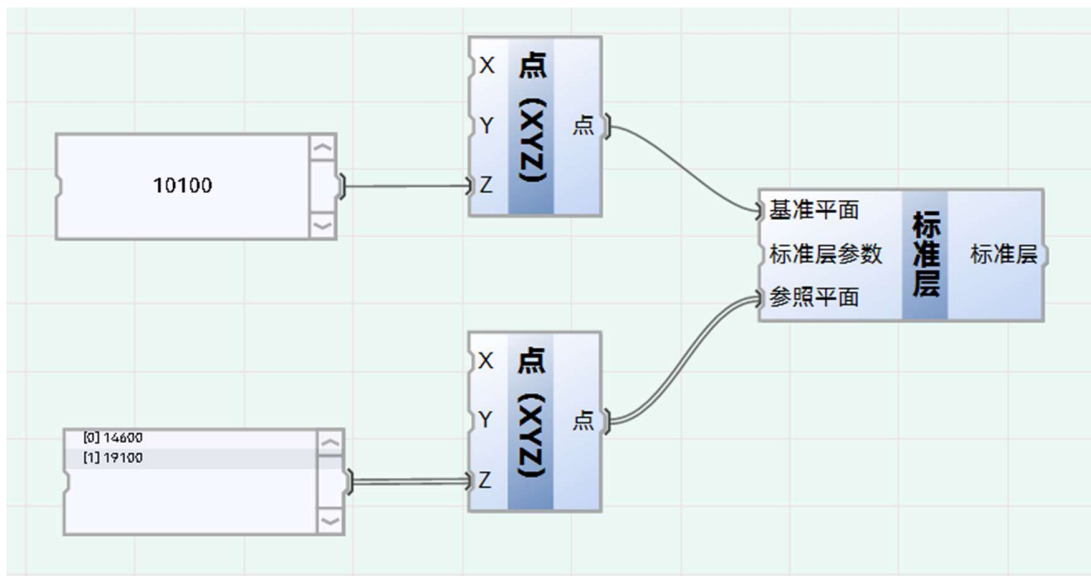 10100
X
Y
Z
点 (XYZ)
点
基准平面
标准层参数
参照平面
标准层
标准层
[0] 14600
[1] 19100
X
Y
Z
点 (XYZ)
点